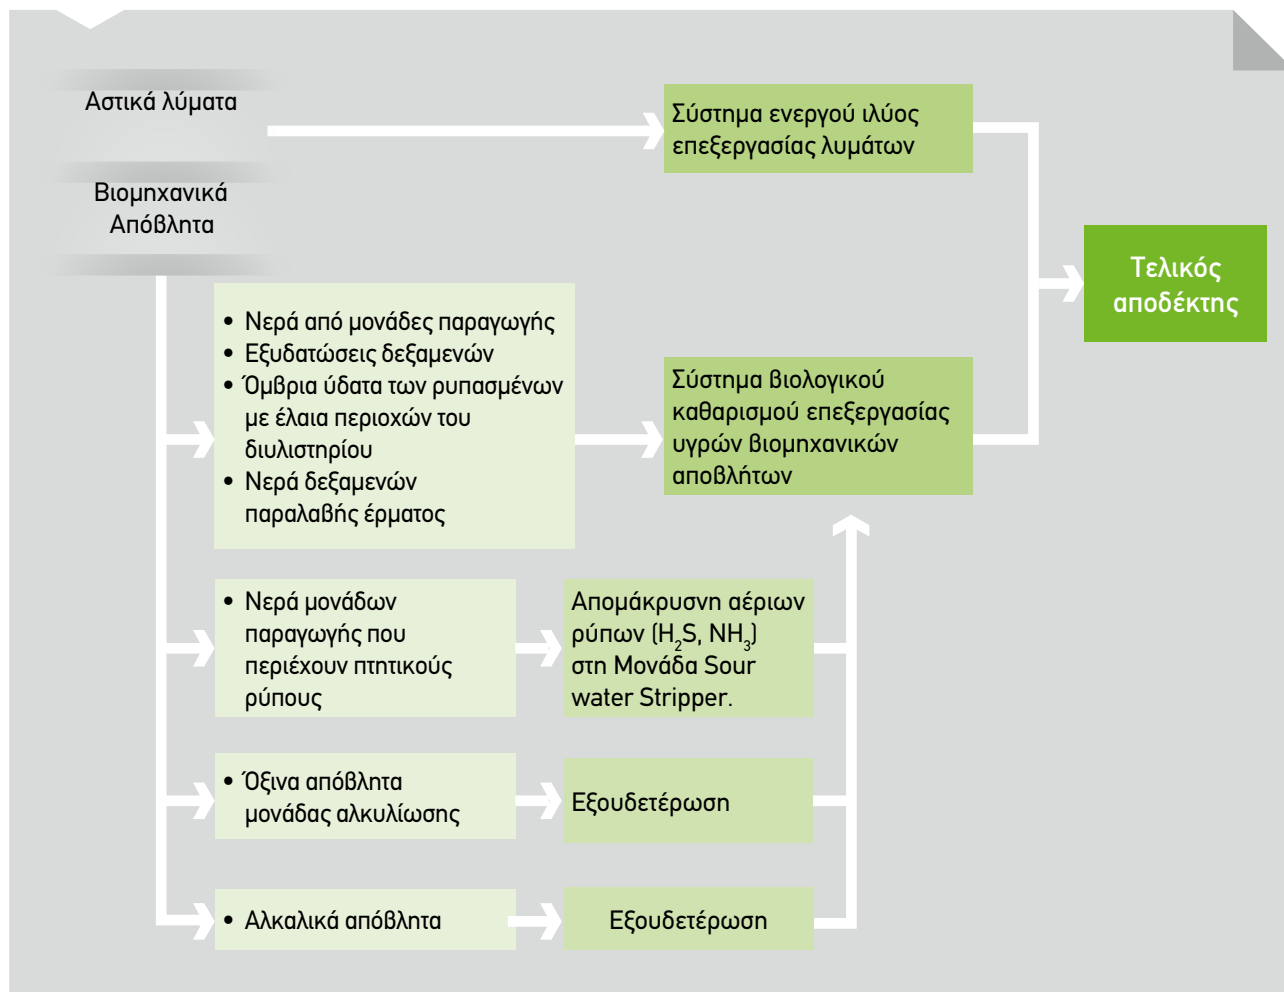 Αστικά λύματα
Σύστημα ενεργού ιλύος
επεξεργασίας λυμάτων
Βιομηχανικά
Απόβλητα
Τελικός
αποδέκτης
• Νερά από μονάδες παραγωγής
• Εξυδατώσεις δεξαμενών
• Όμβρια ύδατα των ρυπασμένων
με έλαια περιοχών του
διυλιστηρίου
• Νερά δεξαμενών
παραλαβής έρματος
Σύστημα βιολογικού
καθαρισμού επεξεργασίας
υγρών βιομηχανικών
αποβλήτων
• Νερά μονάδων
παραγωγής που
περιέχουν πτητικούς
ρύπους
Απομάκρυσνη αέριων
ρύπων (H₂S, NH₃)
στη Μονάδα Sour
water Stripper.
• Όξινα απόβλητα
μονάδας αλκυλίωσης
Εξουδετέρωση
• Αλκαλικά απόβλητα
Εξουδετέρωση